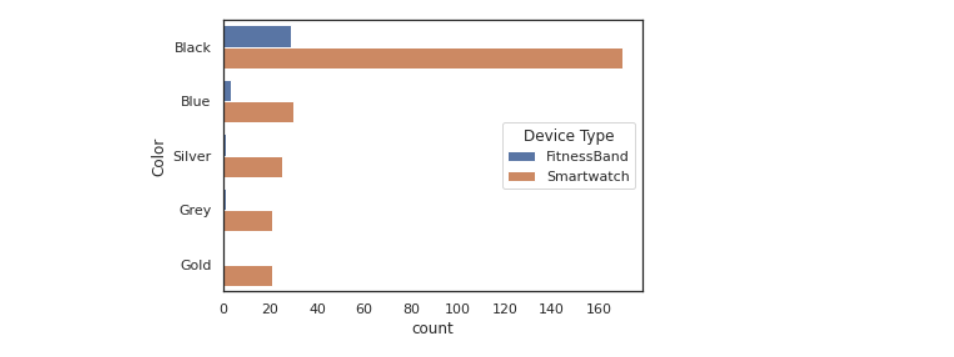 Black
Blue
Silver
Grey
Gold
Color
0 20 40 60 80 100 120 140 160
count
Device Type
FitnessBand
Smartwatch